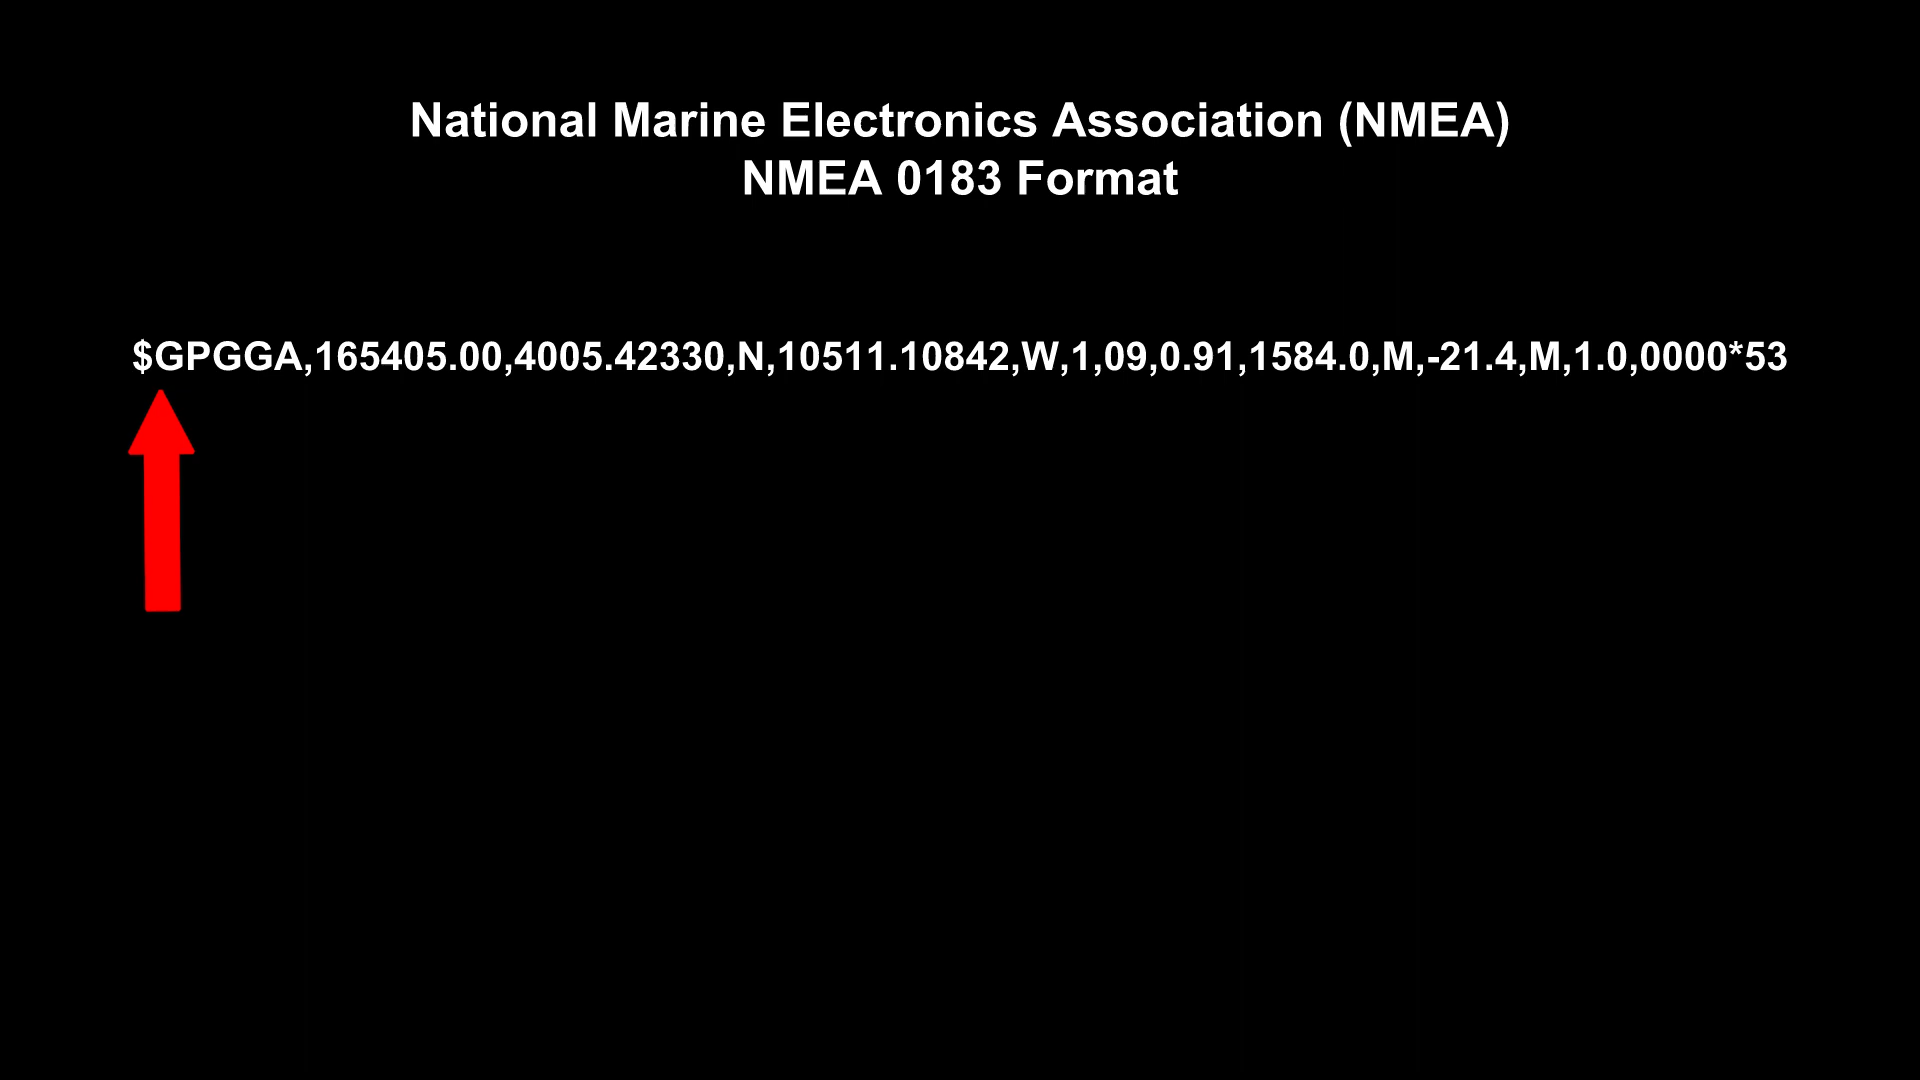 National Marine Electronics Association (NMEA)
NMEA 0183 Format
$GPGGA,165405.00,4005.42330,N,10511.10842,W,1,09,0.91,1584.0,M,-21.4,M,1.0,0000*53